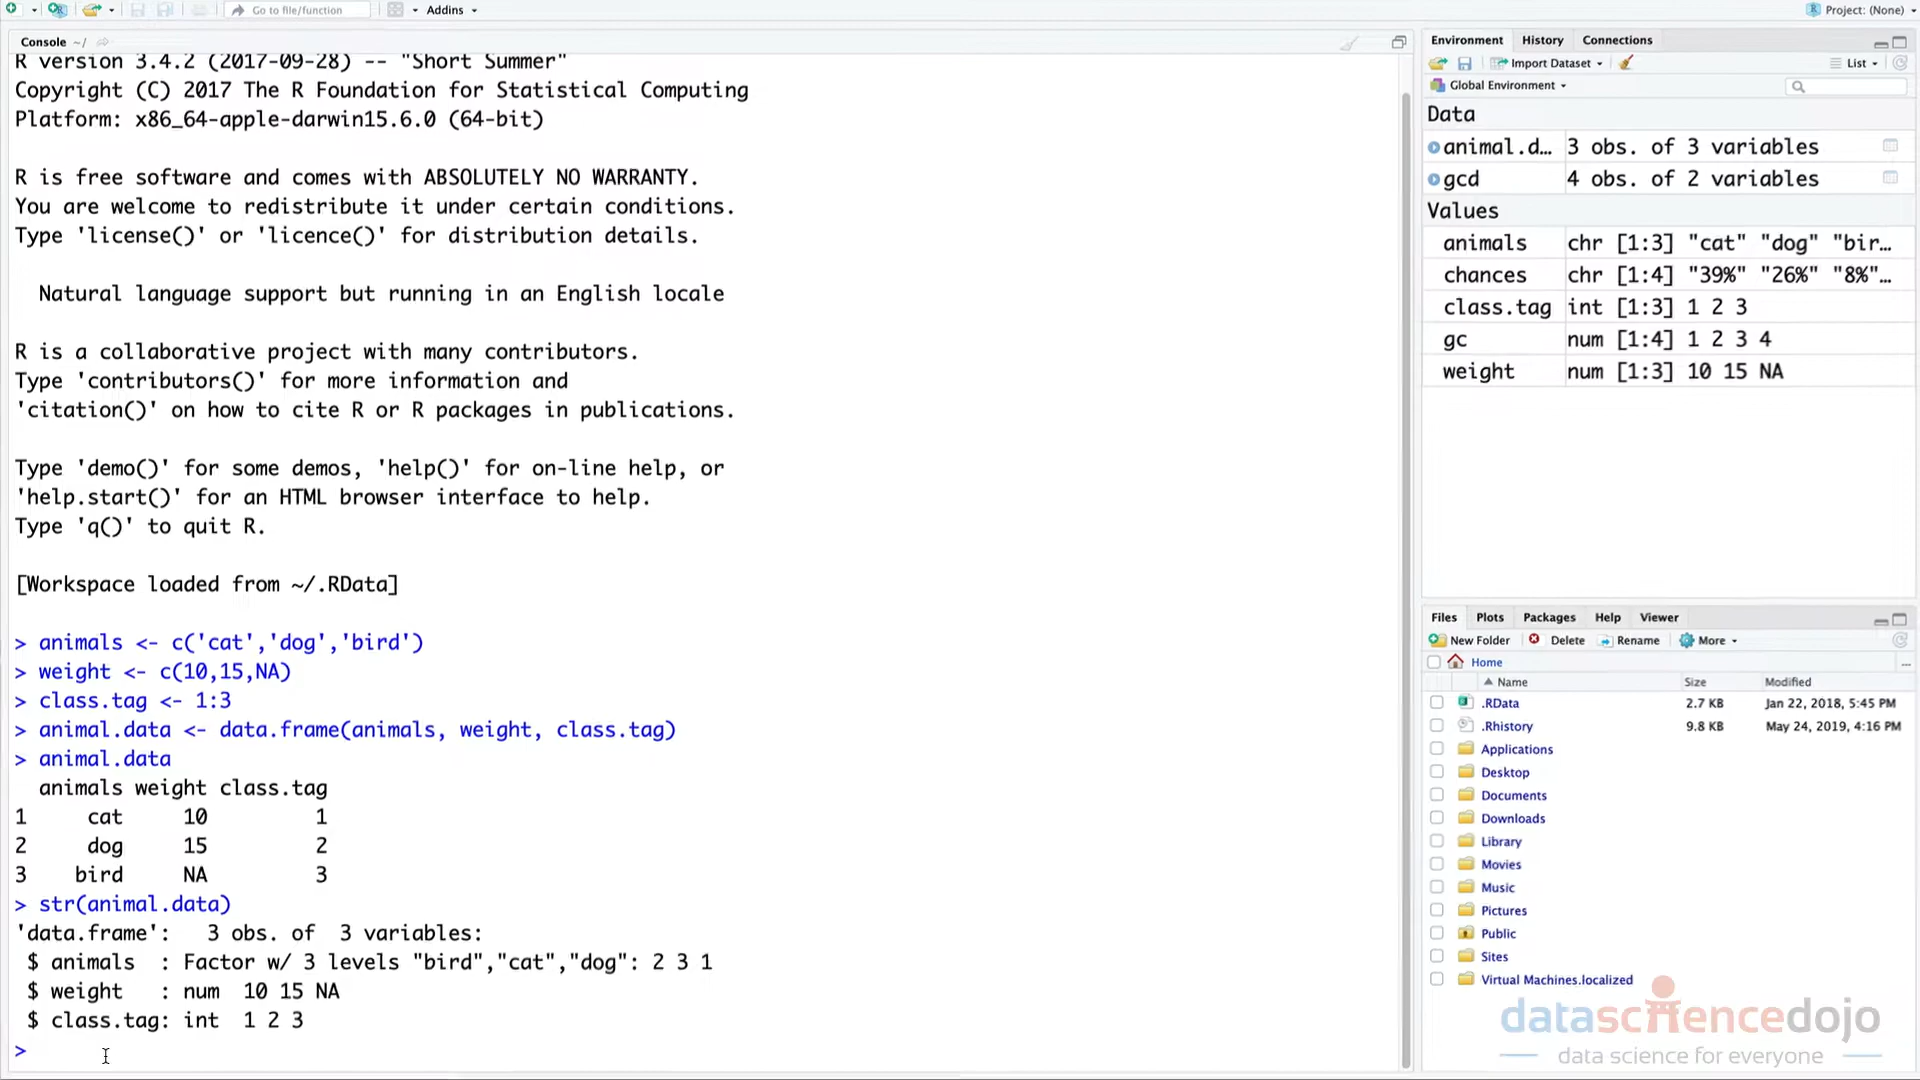 Go to file/function
Addins
Project: (None)
Console ~/
R version 3.4.2 (2017-09-28) -- "Short Summer"
Copyright (C) 2017 The R Foundation for Statistical Computing
Platform: x86_64-apple-darwin15.6.0 (64-bit)
R is free software and comes with ABSOLUTELY NO WARRANTY.
You are welcome to redistribute it under certain conditions.
Type 'license()' or 'licence()' for distribution details.
Natural language support but running in an English locale
R is a collaborative project with many contributors.
Type 'contributors()' for more information and
'citation()' on how to cite R or R packages in publications.
Type 'demo()' for some demos, 'help()' for on-line help, or
'help.start()' for an HTML browser interface to help.
Type 'q()' to quit R.
[Workspace loaded from ~/.RData]
> animals <- c('cat','dog','bird')
> weight <- c(10,15,NA)
> class.tag <- 1:3
> animal.data <- data.frame(animals, weight, class.tag)
> animal.data
animals weight class.tag
1 cat 10 1
2 dog 15 2
3 bird NA 3
> str(animal.data)
'data.frame': 3 obs. of 3 variables:
$ animals : Factor w/ 3 levels "bird","cat","dog": 2 3 1
$ weight : num 10 15 NA
$ class.tag: int 1 2 3
>
Environment History Connections
Import Dataset List
Global Environment
Data
animal.d… 3 obs. of 3 variables
gcd 4 obs. of 2 variables
Values
animals chr [1:3] "cat" "dog" "bir…
chances chr [1:4] "39%" "26%" "8%"…
class.tag int [1:3] 1 2 3
gc num [1:4] 1 2 3 4
weight num [1:3] 10 15 NA
Files Plots Packages Help Viewer
New Folder Delete Rename More
Home ...
Name Size Modified
.RData 2.7 KB Jan 22, 2018, 5:45 PM
.Rhistory 9.8 KB May 24, 2019, 4:16 PM
Applications
Desktop
Documents
Downloads
Library
Movies
Music
Pictures
Public
Sites
Virtual Machines.localized
datasciencedojo
data science for everyone